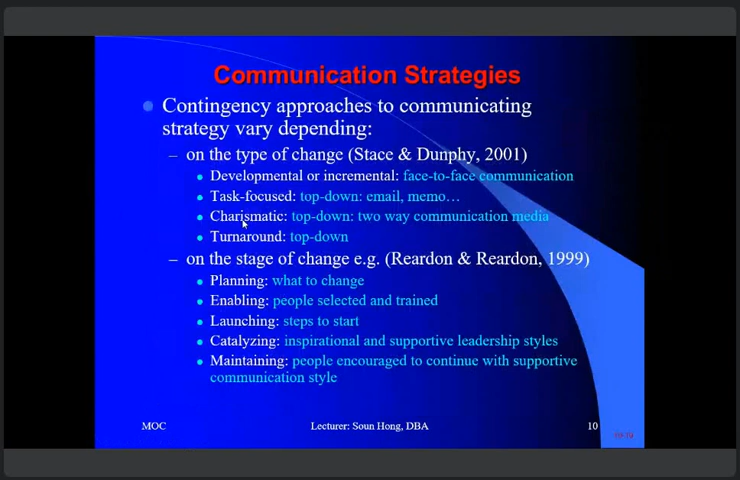 Communication Strategies
Contingency approaches to communicating
strategy vary depending:
– on the type of change (Stace & Dunphy, 2001)
Developmental or incremental: face-to-face communication
Task-focused: top-down: email, memo…
Charismatic: top-down: two way communication media
Turnaround: top-down
– on the stage of change e.g. (Reardon & Reardon, 1999)
Planning: what to change
Enabling: people selected and trained
Launching: steps to start
Catalyzing: inspirational and supportive leadership styles
Maintaining: people encouraged to continue with supportive
communication style
MOC Lecturer: Soun Hong, DBA 10